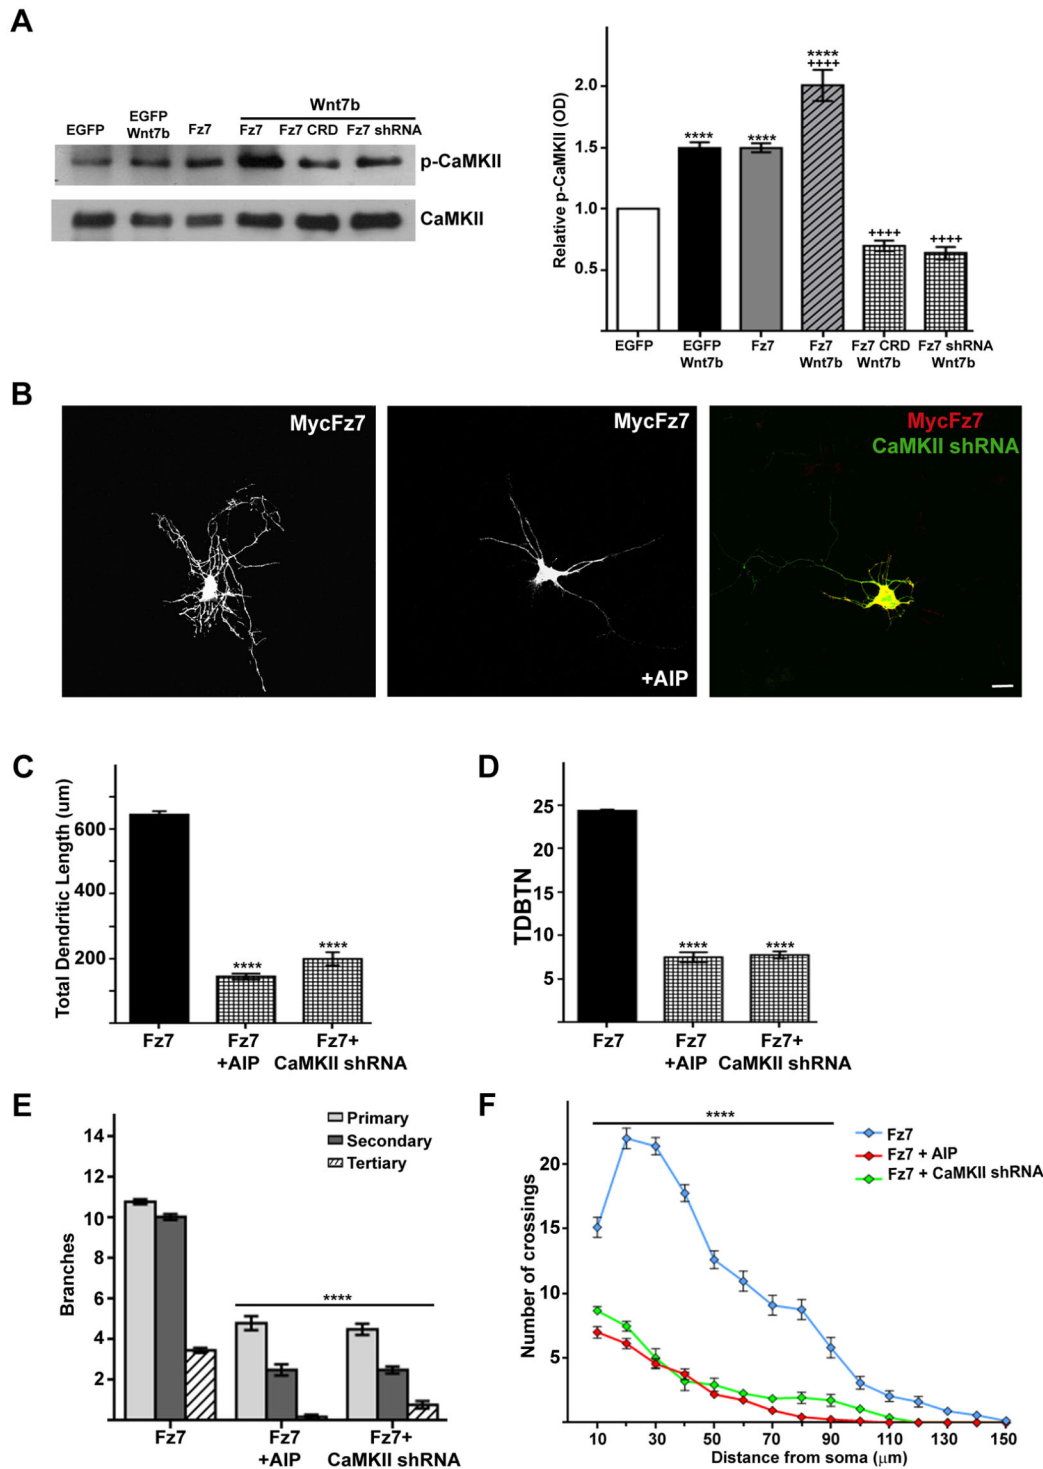 A
EGFP
EGFP
Wnt7b
Fz7
Wnt7b
Fz7 Fz7 CRD Fz7 shRNA
p-CaMKII
CaMKII
Relative p-CaMKII (OD)
2.0
1.5
1.0
0.5
****
****
****
++++
++++
++++
EGFP
EGFP
Wnt7b
Fz7
Fz7
Wnt7b
Fz7 CRD
Wnt7b
Fz7 shRNA
Wnt7b
B
MycFz7
MycFz7
+AIP
MycFz7
CaMKII shRNA
C
Total Dendritic Length (um)
600
400
200
****
****
Fz7
Fz7
+AIP
Fz7+
CaMKII shRNA
D
TDBTN
25
20
15
10
5
****
****
Fz7
Fz7
+AIP
Fz7+
CaMKII shRNA
E
Branches
14
12
10
8
6
4
2
Primary
Secondary
Tertiary
****
Fz7
Fz7
+AIP
Fz7+
CaMKII shRNA
F
Number of crossings
20
15
10
5
****
Fz7
Fz7 + AIP
Fz7 + CaMKII shRNA
10 30 50 70 90 110 130 150
Distance from soma (μm)